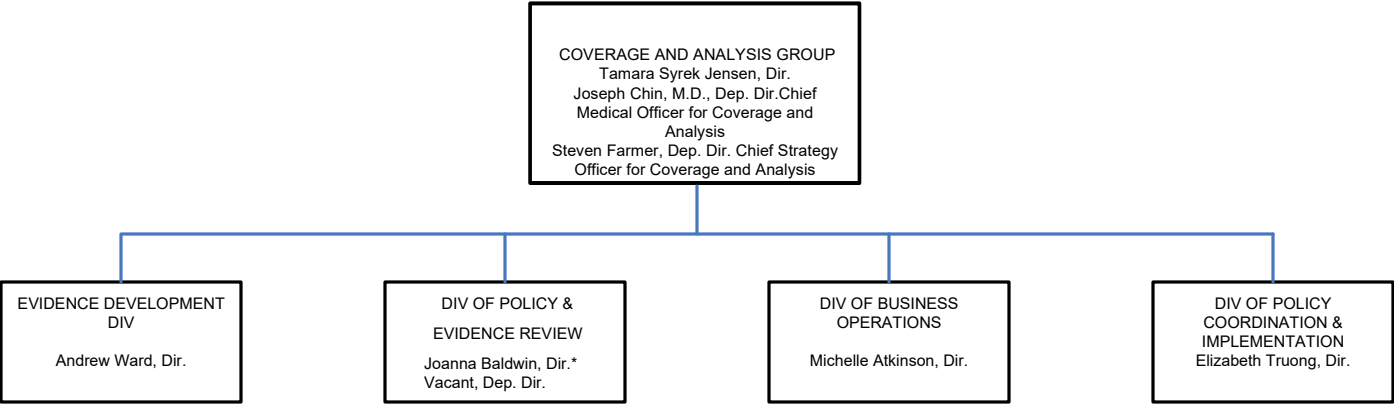 COVERAGE AND ANALYSIS GROUP
Tamara Syrek Jensen, Dir.
Joseph Chin, M.D., Dep. Dir.Chief
Medical Officer for Coverage and
Analysis
Steven Farmer, Dep. Dir. Chief Strategy
Officer for Coverage and Analysis
EVIDENCE DEVELOPMENT
DIV
Andrew Ward, Dir.
DIV OF POLICY &
EVIDENCE REVIEW
Joanna Baldwin, Dir.*
Vacant, Dep. Dir.
DIV OF BUSINESS
OPERATIONS
Michelle Atkinson, Dir.
DIV OF POLICY
COORDINATION &
IMPLEMENTATION
Elizabeth Truong, Dir.